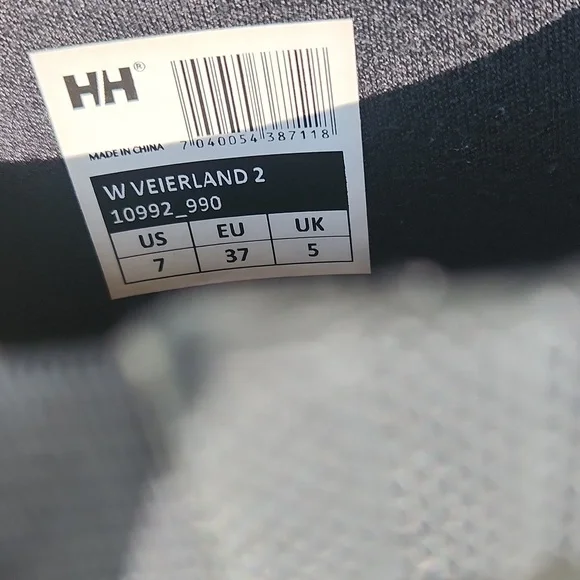 HH®
7 040054 387118
MADE IN CHINA
W VEIERLAND 2
10992_990
US EU UK
7 37 5